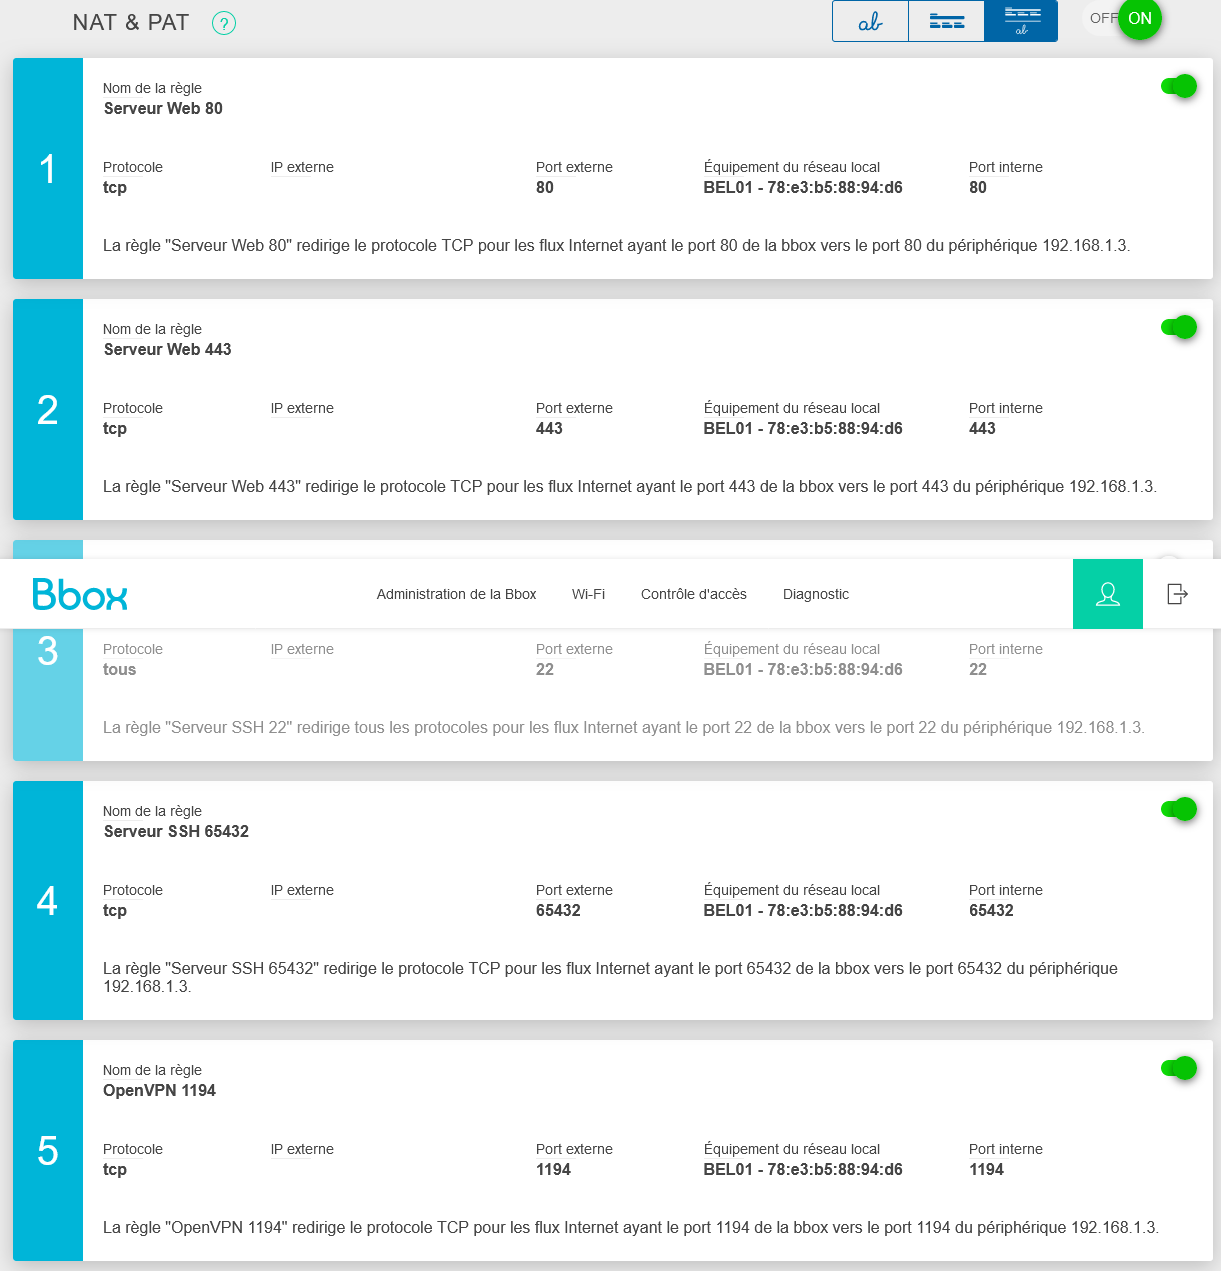 NAT & PAT ?
ab
ab
OFF ON
1
Nom de la règle
Serveur Web 80
Protocole IP externe Port externe Équipement du réseau local Port interne
tcp 80 BEL01 - 78:e3:b5:88:94:d6 80
La règle "Serveur Web 80" redirige le protocole TCP pour les flux Internet ayant le port 80 de la bbox vers le port 80 du périphérique 192.168.1.3.
2
Nom de la règle
Serveur Web 443
Protocole IP externe Port externe Équipement du réseau local Port interne
tcp 443 BEL01 - 78:e3:b5:88:94:d6 443
La règle "Serveur Web 443" redirige le protocole TCP pour les flux Internet ayant le port 443 de la bbox vers le port 443 du périphérique 192.168.1.3.
Bbox Administration de la Bbox Wi-Fi Contrôle d'accès Diagnostic
3
Protocole IP externe Port externe Équipement du réseau local Port interne
tous 22 BEL01 - 78:e3:b5:88:94:d6 22
La règle "Serveur SSH 22" redirige tous les protocoles pour les flux Internet ayant le port 22 de la bbox vers le port 22 du périphérique 192.168.1.3.
4
Nom de la règle
Serveur SSH 65432
Protocole IP externe Port externe Équipement du réseau local Port interne
tcp 65432 BEL01 - 78:e3:b5:88:94:d6 65432
La règle "Serveur SSH 65432" redirige le protocole TCP pour les flux Internet ayant le port 65432 de la bbox vers le port 65432 du périphérique
192.168.1.3.
5
Nom de la règle
OpenVPN 1194
Protocole IP externe Port externe Équipement du réseau local Port interne
tcp 1194 BEL01 - 78:e3:b5:88:94:d6 1194
La règle "OpenVPN 1194" redirige le protocole TCP pour les flux Internet ayant le port 1194 de la bbox vers le port 1194 du périphérique 192.168.1.3.